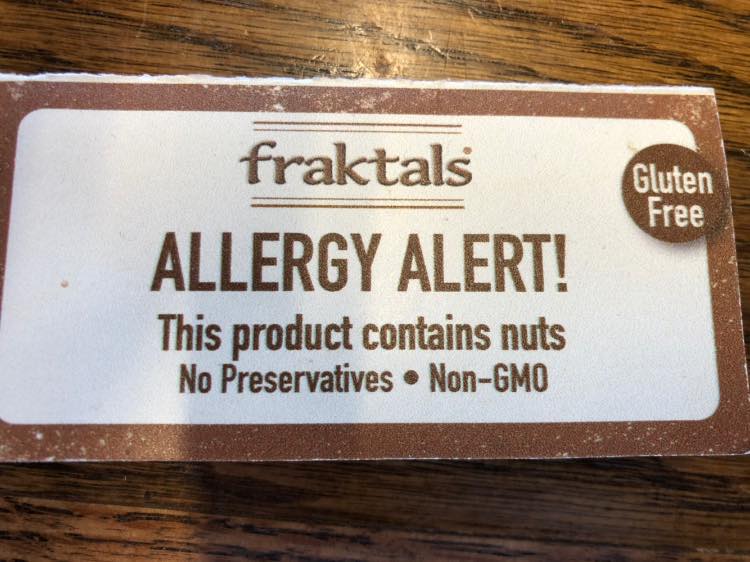 fraktals
Gluten
Free
ALLERGY ALERT!
This product contains nuts
No Preservatives • Non-GMO